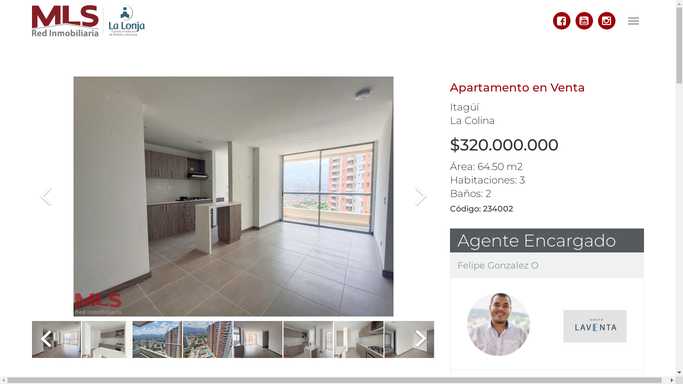 MLS
Red Inmobiliaria
La Lonja
Apartamento en Venta
Itagüí
La Colina
$320.000.000
Área: 64.50 m2
Habitaciones: 3
Baños: 2
Código: 234002
MLS
Red Inmobiliaria
Agente Encargado
Felipe Gonzalez O
LAVENTA